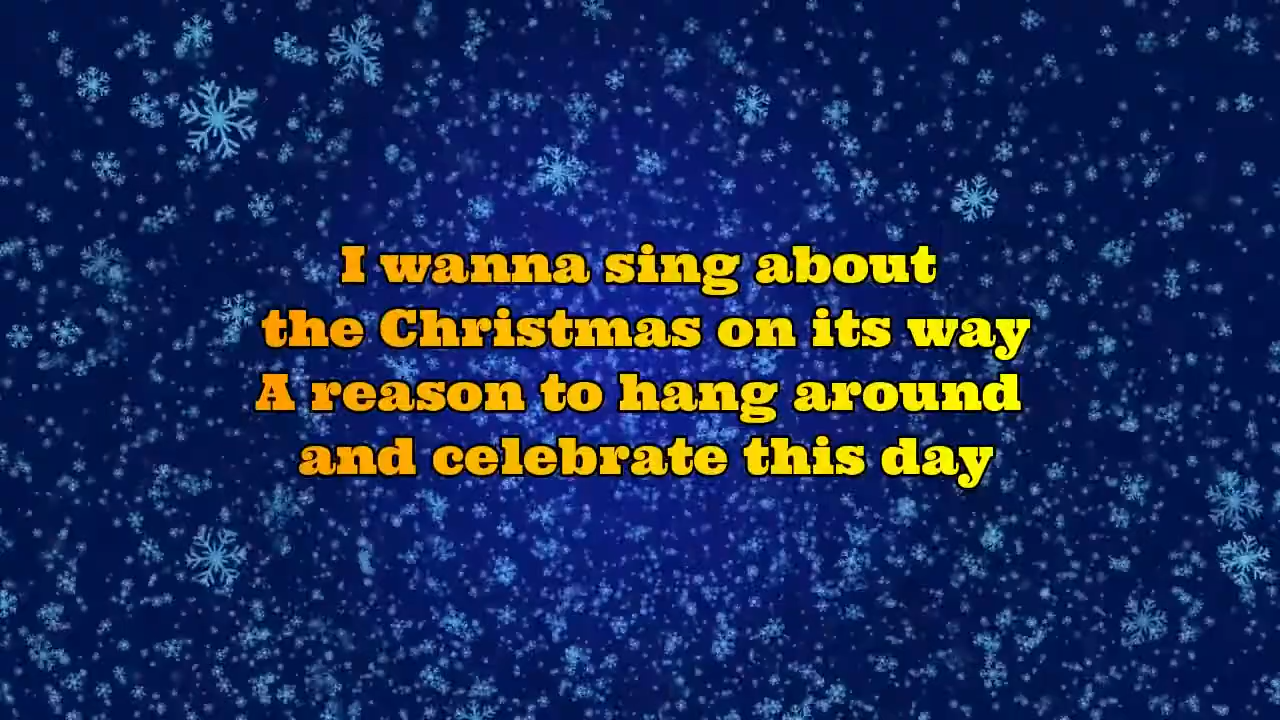 I wanna sing about
the Christmas on its way
A reason to hang around
and celebrate this day